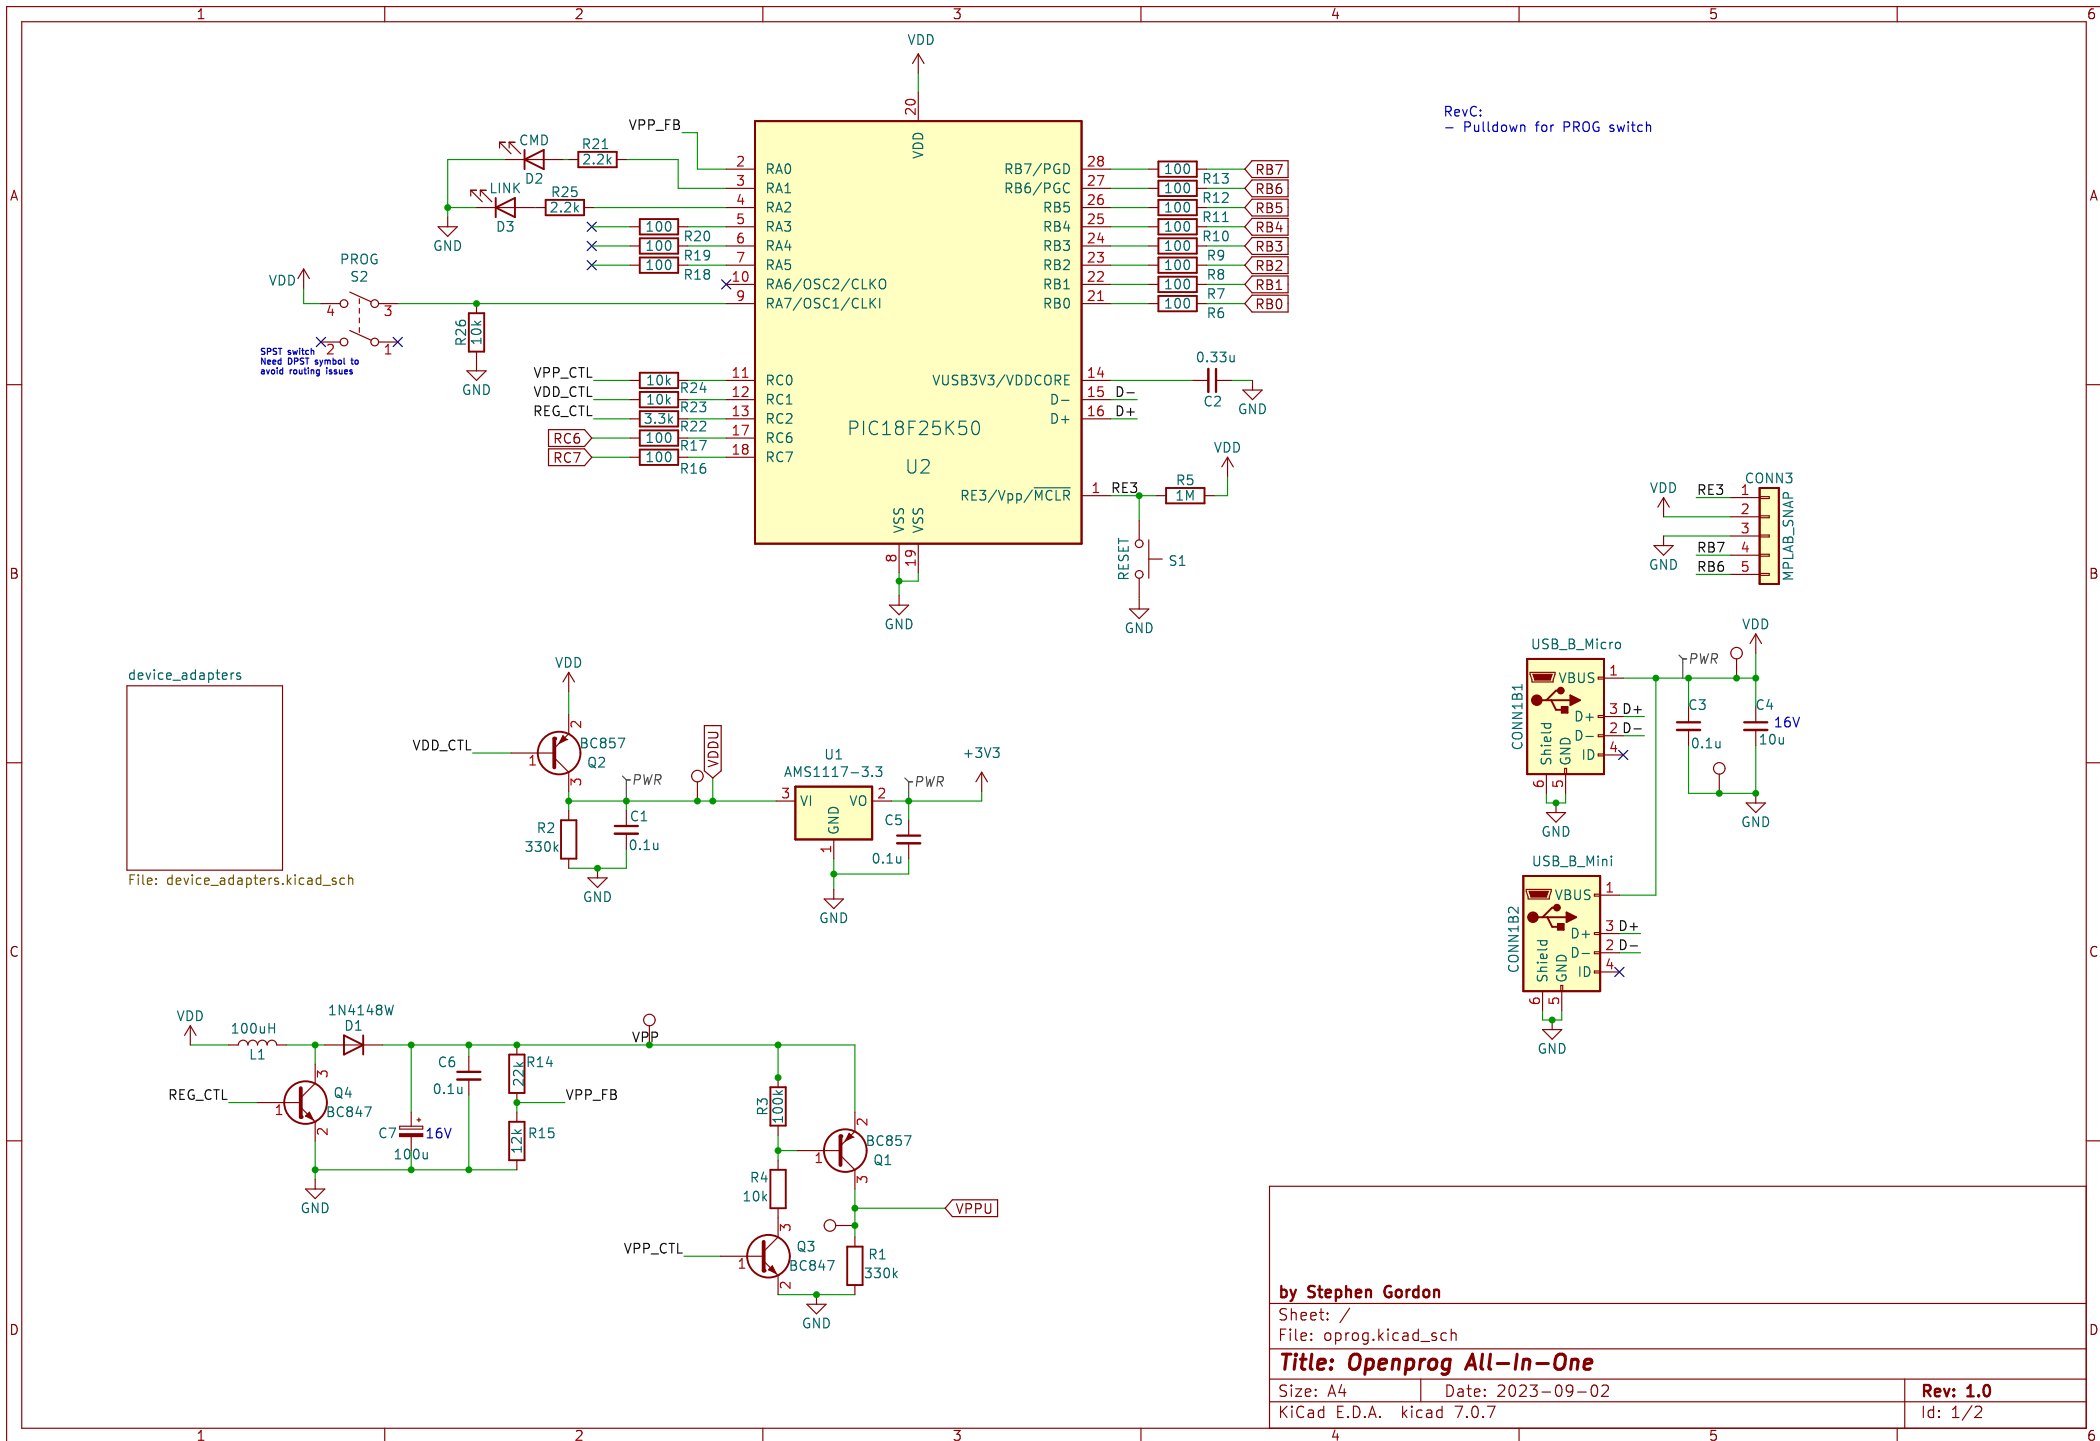 1 2 3 4 5 6
A
B
C
D
A
B
C
D
1 2 3 4 5 6
VDD
20
VDD
RevC:
- Pulldown for PROG switch
VPP_FB
CMD
R21
2.2k
D2
LINK
R25
2.2k
D3
GND
100
R20
100
R19
100
R18
PROG
S2
VDD
4
3
2
1
SPST switch
Need DPST symbol to
avoid routing issues
R26
10k
GND
VPP_CTL
10k
R24
VDD_CTL
10k
R23
REG_CTL
3.3k
R22
RC6
100
R17
RC7
100
R16
2 RA0
3 RA1
4 RA2
5 RA3
6 RA4
7 RA5
10 RA6/OSC2/CLKO
9 RA7/OSC1/CLKI
11 RC0
12 RC1
13 RC2
17 RC6
18 RC7
PIC18F25K50
U2
VSS
VSS
8
19
GND
RB7/PGD 28
RB6/PGC 27
RB5 26
RB4 25
RB3 24
RB2 23
RB1 22
RB0 21
VUSB3V3/VDDCORE 14
D- 15
D+ 16
RE3/Vpp/MCLR 1
100
R13
RB7
100
R12
RB6
100
R11
RB5
100
R10
RB4
100
R9
RB3
100
R8
RB2
100
R7
RB1
100
R6
RB0
0.33u
C2
GND
D-
D+
VDD
RE3
R5
1M
RESET
S1
GND
CONN3
MPLAB_SNAP
VDD
RE3
1
2
3
GND
RB7
4
RB6
5
device_adapters
File: device_adapters.kicad_sch
VDD
2
VDD_CTL
1
BC857
Q2
3
PWR
R2
330k
C1
0.1u
GND
VDDU
U1
AMS1117-3.3
3 VI
VO 2
GND
1
GND
PWR
C5
0.1u
+3V3
USB_B_Micro
CONN1B1
VBUS 1
D+ 3 D+
D- 2 D-
ID 4
Shield
GND
6
5
GND
PWR
VDD
C3
0.1u
C4
16V
10u
GND
USB_B_Mini
CONN1B2
VBUS 1
D+ 3 D+
D- 2 D-
ID 4
Shield
GND
6
5
GND
VDD
100uH
L1
1N4148W
D1
3
REG_CTL
1
Q4
BC847
2
GND
C7
16V
100u
C6
0.1u
R14
22k
VPP_FB
R15
12k
VPP
R3
100k
2
BC857
Q1
1
3
R4
10k
VPPU
3
VPP_CTL
1
Q3
BC847
2
R1
330k
GND
by Stephen Gordon
Sheet: /
File: oprog.kicad_sch
Title: Openprog All-In-One
Size: A4
Date: 2023-09-02
Rev: 1.0
KiCad E.D.A. kicad 7.0.7
Id: 1/2